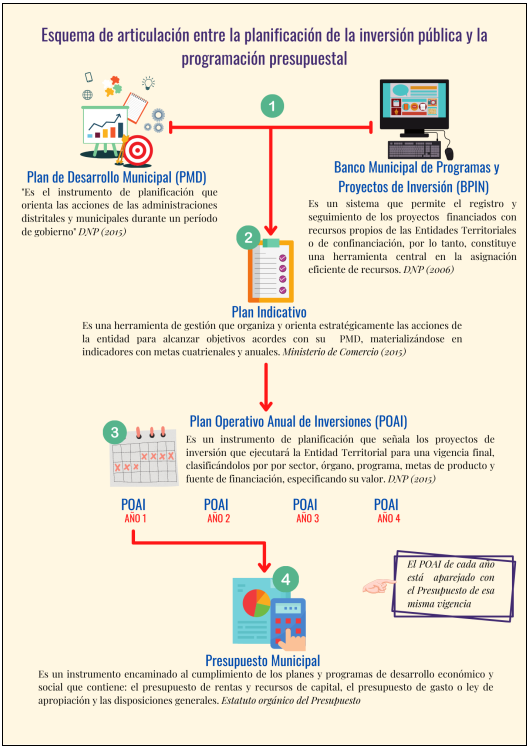 Esquema de articulación entre la planificación de la inversión pública y la
programación presupuestal
1
Plan de Desarrollo Municipal (PMD)
"Es el instrumento de planificación que
orienta las acciones de las administraciones
distritales y municipales durante un período
de gobierno" DNP (2015)
Banco Municipal de Programas y
Proyectos de Inversión (BPIN)
Es un sistema que permite el registro y
seguimiento de los proyectos financiados con
recursos propios de las Entidades Territoriales
o de confinanciación, por lo tanto, constituye
una herramienta central en la asignación
eficiente de recursos. DNP (2006)
2
Plan Indicativo
Es una herramienta de gestión que organiza y orienta estratégicamente las acciones de
la entidad para alcanzar objetivos acordes con su PMD, materializándose en
indicadores con metas cuatrienales y anuales. Ministerio de Comercio (2015)
3
Plan Operativo Anual de Inversiones (POAI)
Es un instrumento de planificación que señala los proyectos de
inversión que ejecutará la Entidad Territorial para una vigencia final,
clasificándolos por por sector, órgano, programa, metas de producto y
fuente de financiación, especificando su valor. DNP (2015)
POAI POAI POAI POAI
AÑO 1 AÑO 2 AÑO 3 AÑO 4
El POAI de cada año
está aparejado con
el Presupuesto de esa
misma vigencia
4
Presupuesto Municipal
Es un instrumento encaminado al cumplimiento de los planes y programas de desarrollo económico y
social que contiene: el presupuesto de rentas y recursos de capital, el presupuesto de gasto o ley de
apropiación y las disposiciones generales. Estatuto orgánico del Presupuesto